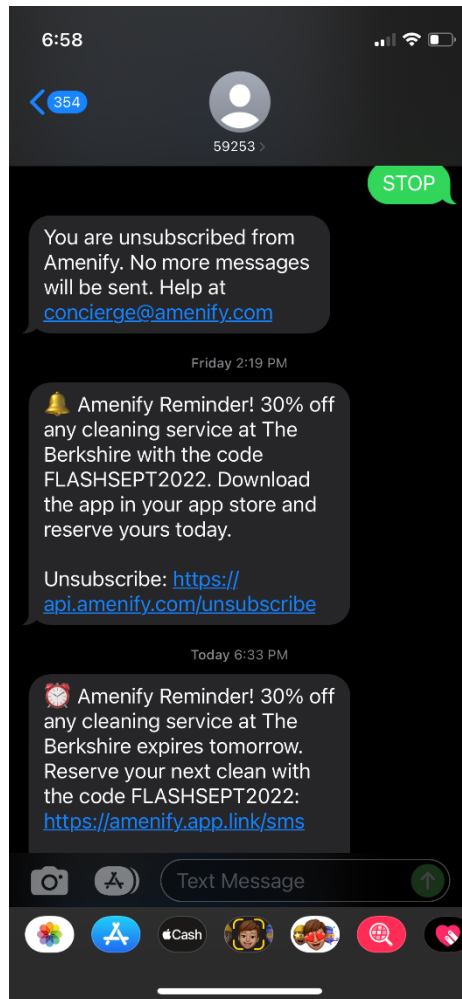 6:58
354
59253 >
STOP
You are unsubscribed from
Amenify. No more messages
will be sent. Help at
concierge@amenify.com
Friday 2:19 PM
🔔 Amenify Reminder! 30% off
any cleaning service at The
Berkshire with the code
FLASHSEPT2022. Download
the app in your app store and
reserve yours today.
Unsubscribe: https://
api.amenify.com/unsubscribe
Today 6:33 PM
⏰ Amenify Reminder! 30% off
any cleaning service at The
Berkshire expires tomorrow.
Reserve your next clean with
the code FLASHSEPT2022:
https://amenify.app.link/sms
Text Message
Cash